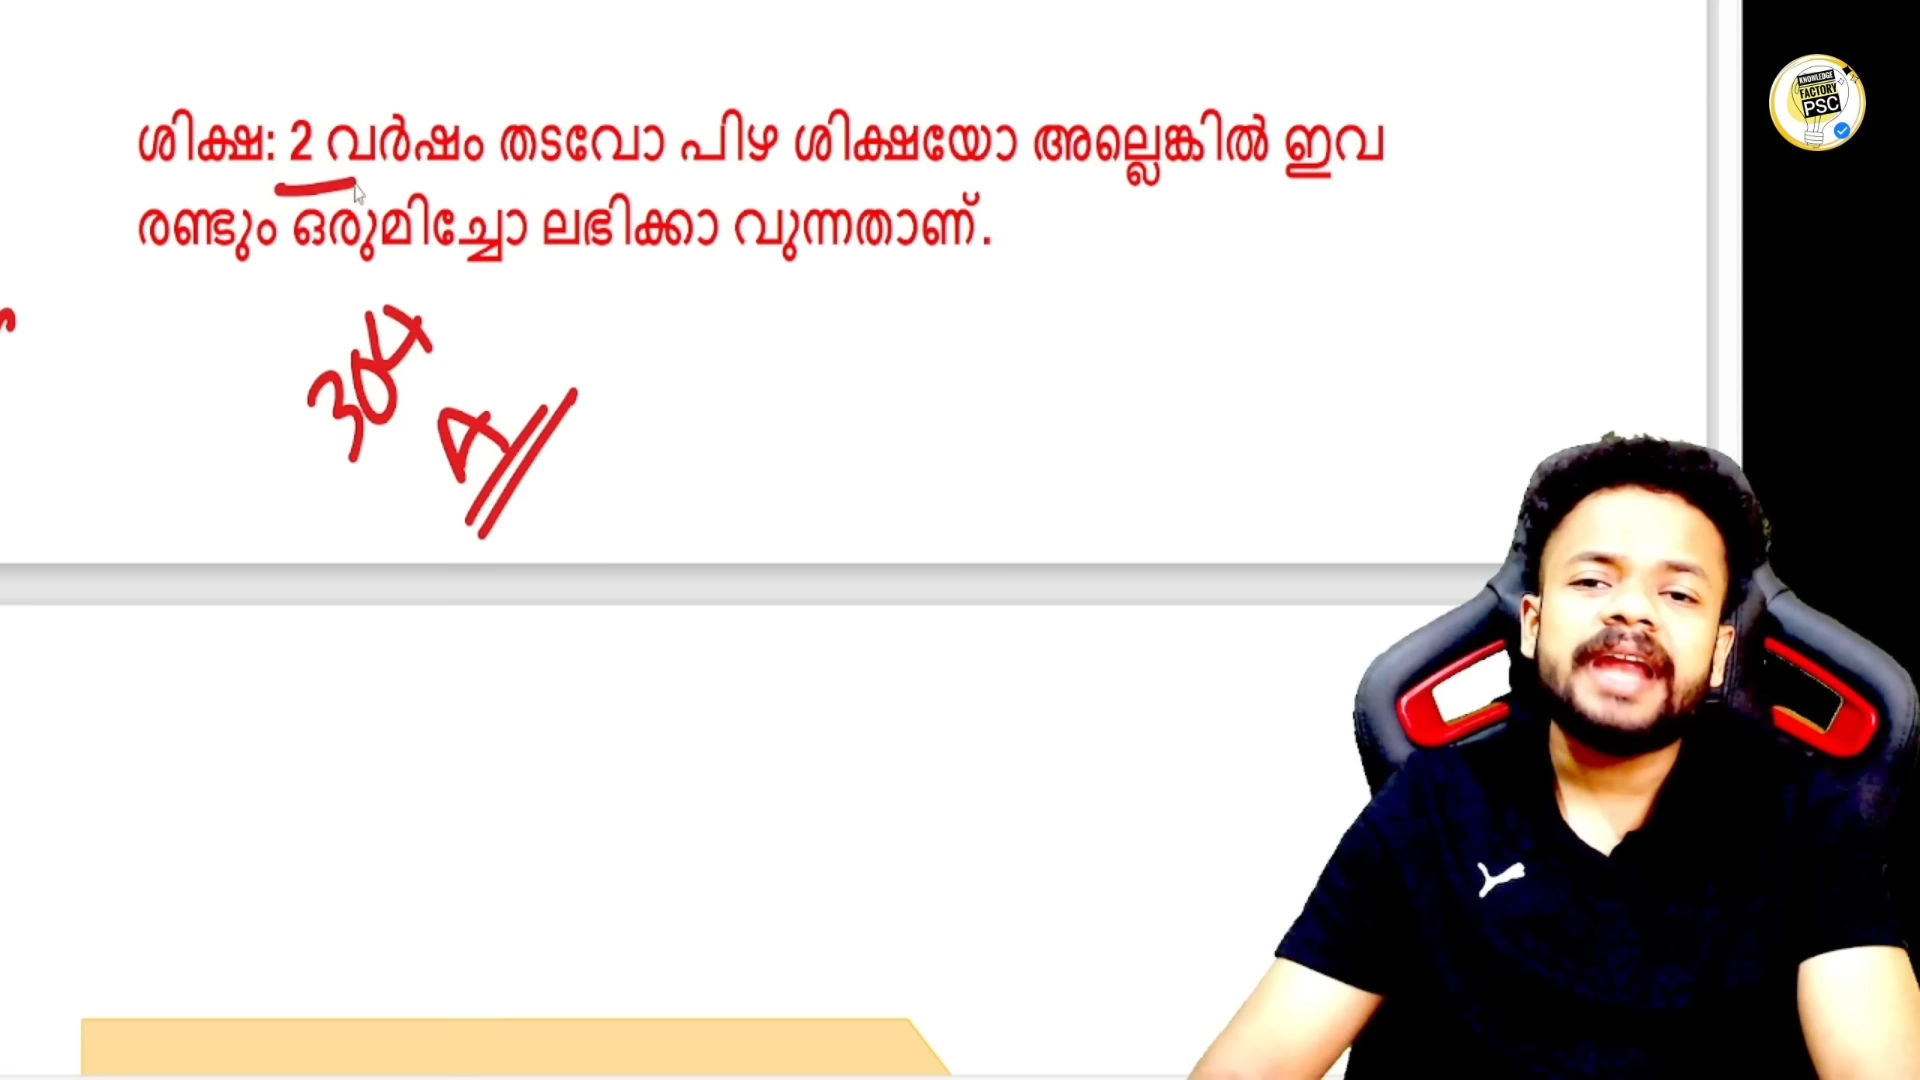 ശിക്ഷ: 2 വർഷം തടവോ പിഴ ശിക്ഷയോ അല്ലെങ്കിൽ ഇവ
രണ്ടും ഒരുമിച്ചോ ലഭിക്കാ വുന്നതാണ്.
304
A
KNOWLEDGE
FACTORY
PSC